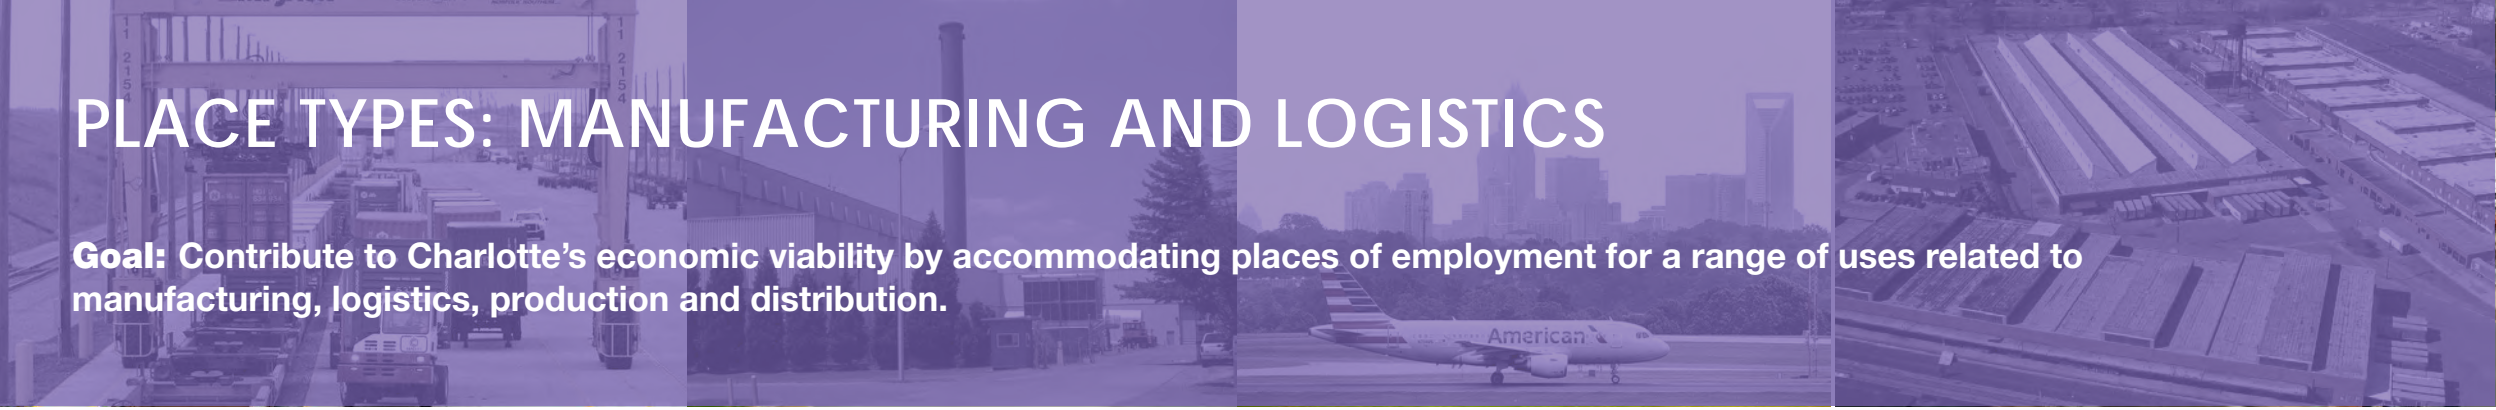 PLACE TYPES: MANUFACTURING AND LOGISTICS
Goal: Contribute to Charlotte’s economic viability by accommodating places of employment for a range of uses related to
manufacturing, logistics, production and distribution.
American